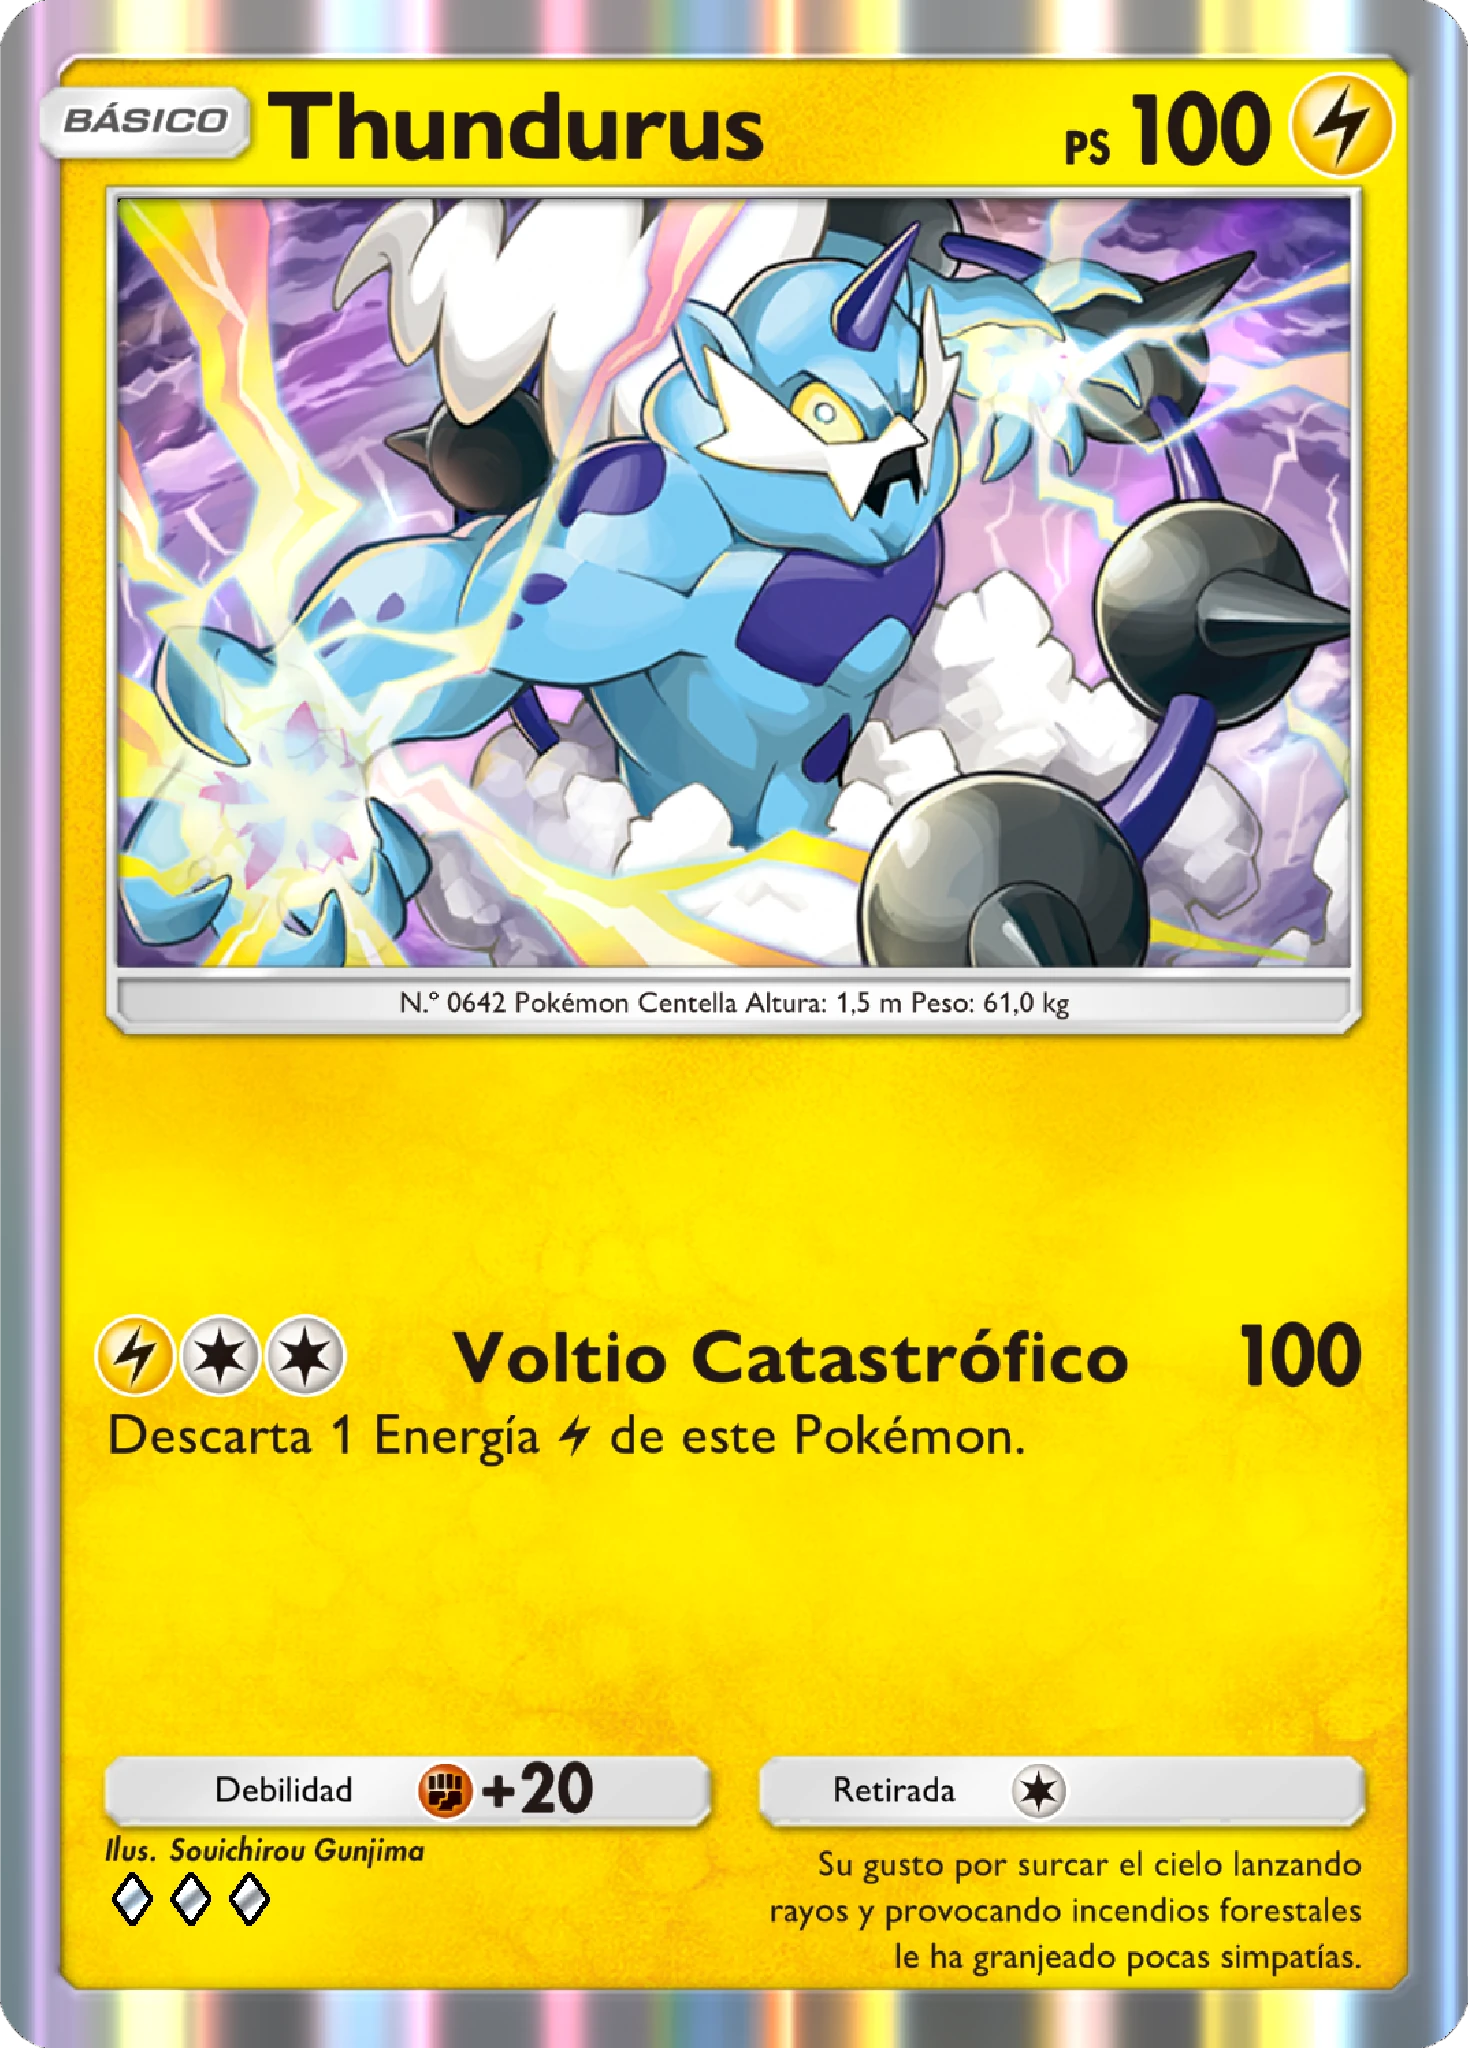 BÁSICO Thundurus PS 100
N.º 0642 Pokémon Centella Altura: 1,5 m Peso: 61,0 kg
Voltio Catastrófico 100
Descarta 1 Energía de este Pokémon.
Debilidad +20 Retirada
Ilus. Souichirou Gunjima
Su gusto por surcar el cielo lanzando
rayos y provocando incendios forestales
le ha granjeado pocas simpatías.